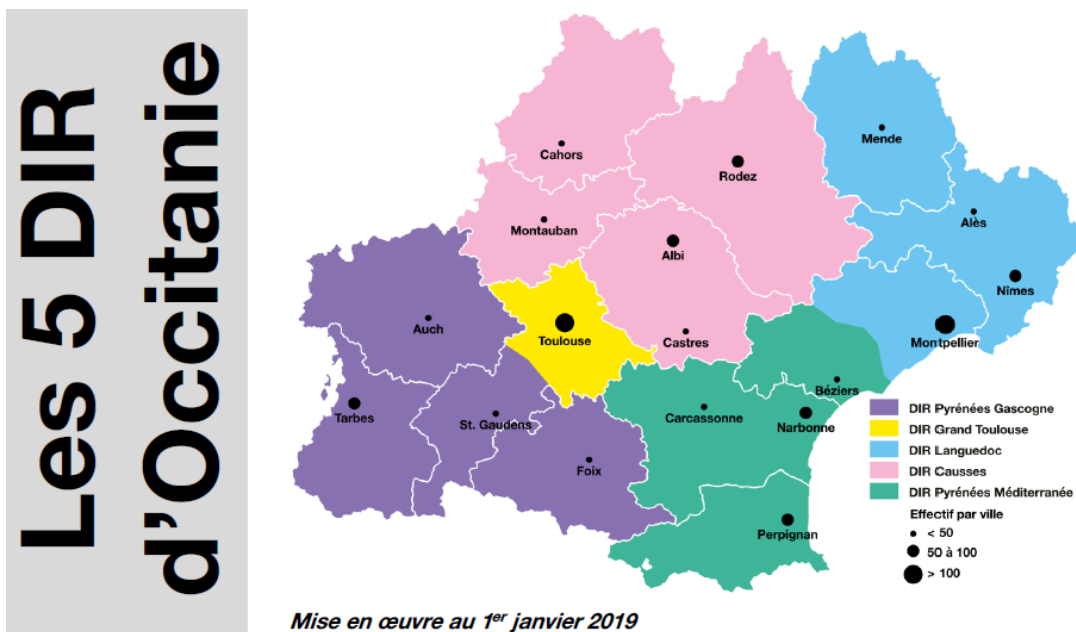 Les 5 DIR
d'Occitanie
Mende
Cahors
Rodez
Alès
Montauban
Albi
Nîmes
Auch
Toulouse
Castres
Montpellier
Béziers
Tarbes
St. Gaudens
Carcassonne
Narbonne
Foix
Perpignan
DIR Pyrénées Gascogne
DIR Grand Toulouse
DIR Languedoc
DIR Causses
DIR Pyrénées Méditerranée
Effectif par ville
< 50
50 à 100
> 100
Mise en œuvre au 1er janvier 2019